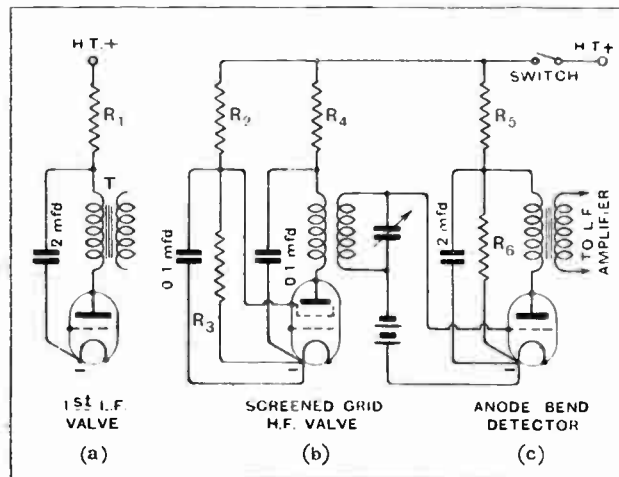 H.T.+
R1
T
2 mfd
1st L.F. VALVE
(a)
R2
R4
0.1 mfd
R3
0.1 mfd
SCREENED GRID
H.F. VALVE
(b)
SWITCH
H.T+
R5
2 mfd
R6
TO L.F.
AMPLIFIER
ANODE BEND
DETECTOR
(c)